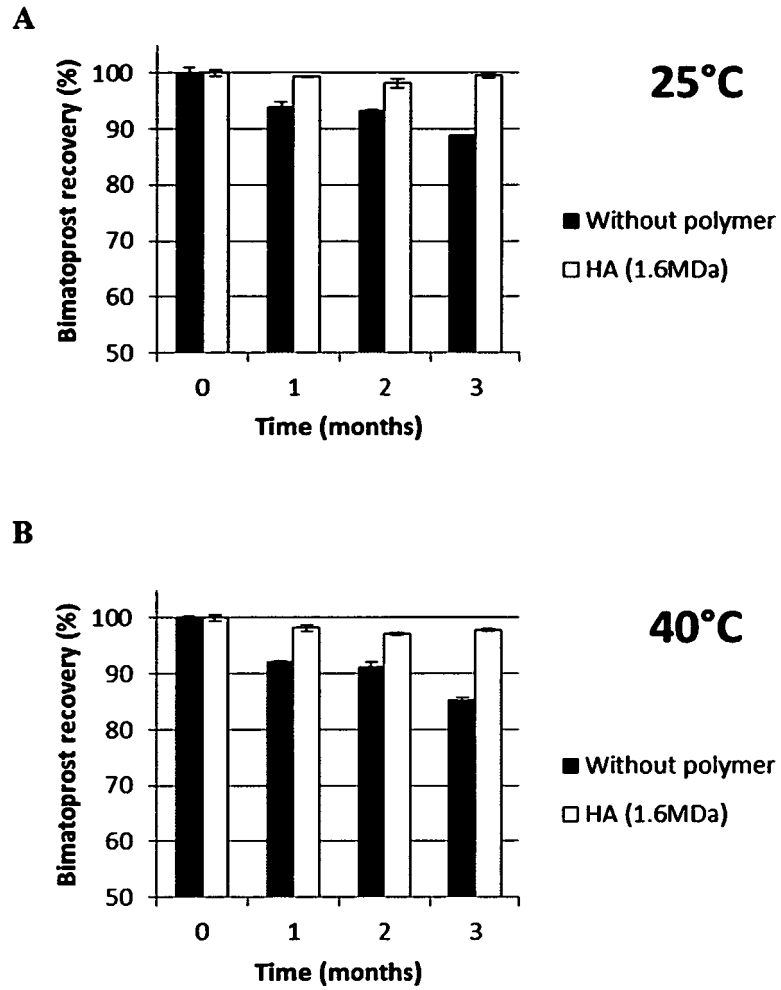 A
Bimatoprost recovery (%)
100
90
80
70
60
50
0 1 2 3
Time (months)
25°C
Without polymer
HA (1.6MDa)
B
Bimatoprost recovery (%)
100
90
80
70
60
50
0 1 2 3
Time (months)
40°C
Without polymer
HA (1.6MDa)